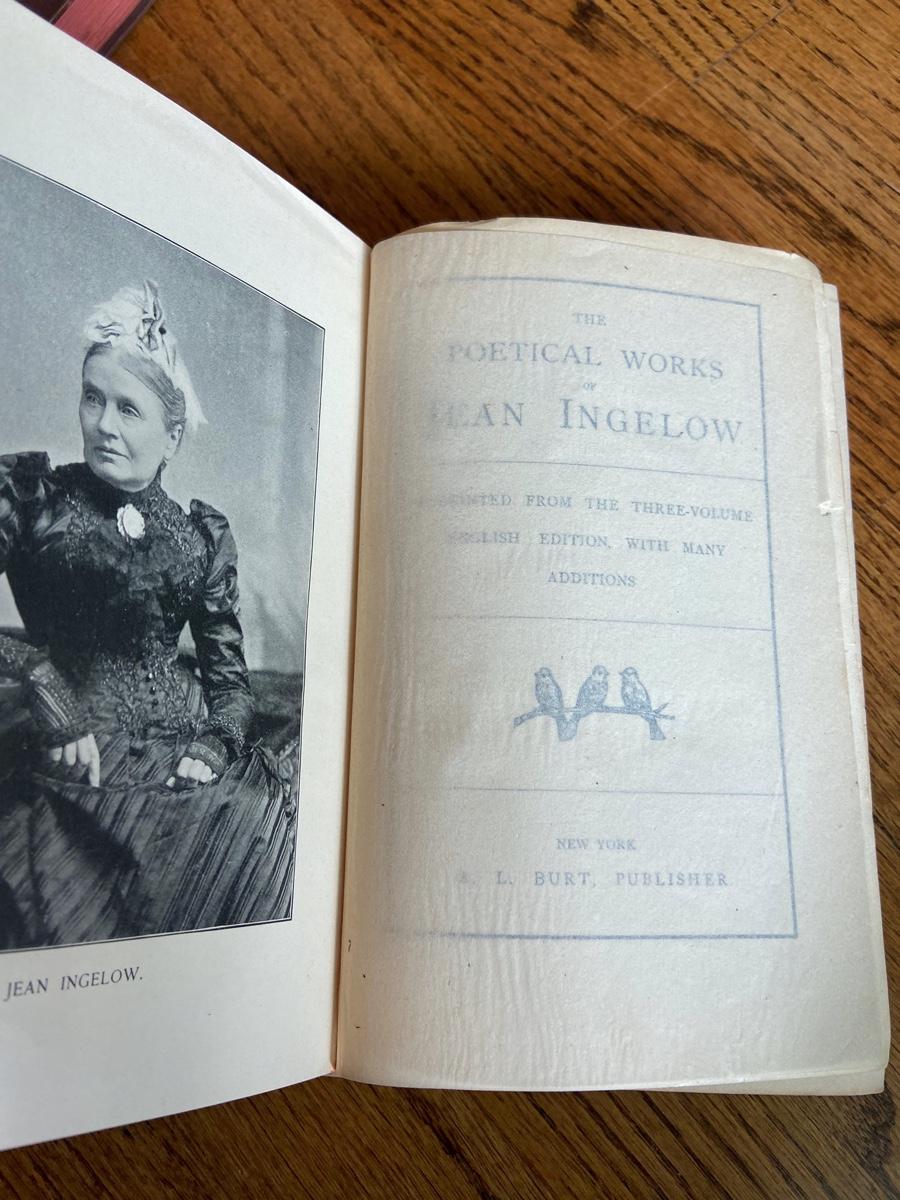 JEAN INGELOW.
THE
POETICAL WORKS
OF
JEAN INGELOW
REPRINTED FROM THE THREE-VOLUME
ENGLISH EDITION, WITH MANY
ADDITIONS
NEW YORK
A. L. BURT, PUBLISHER